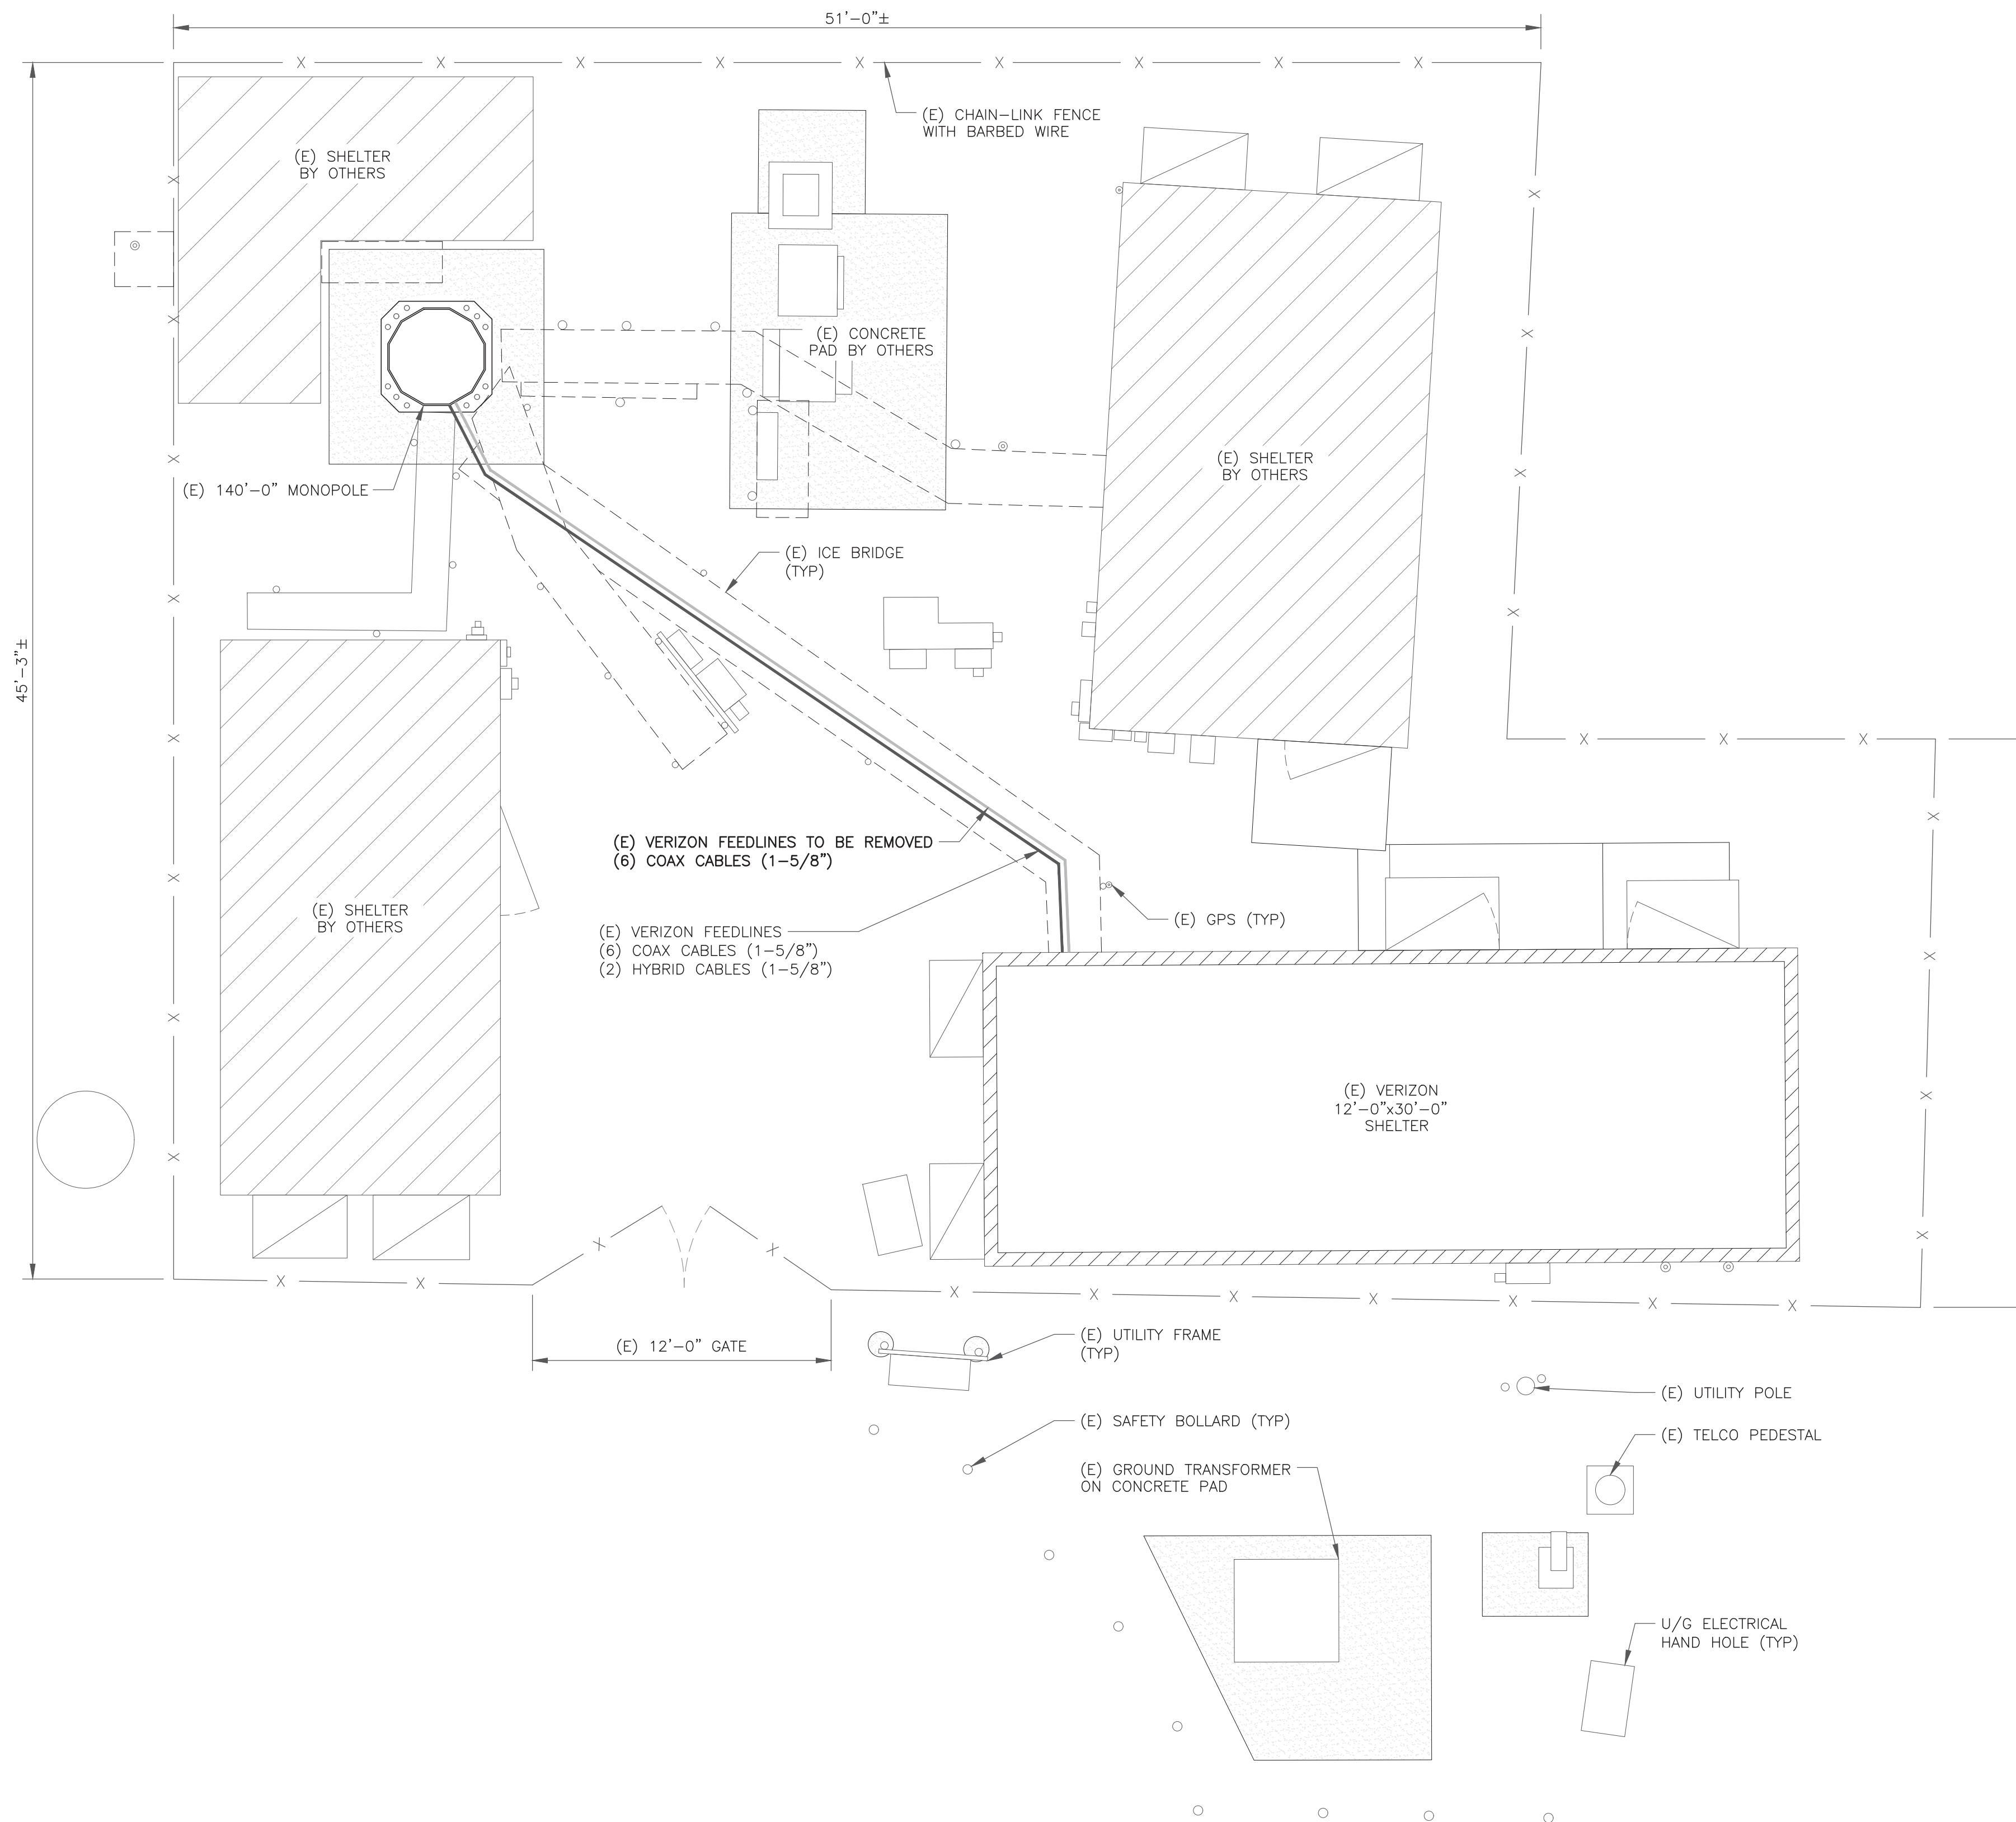 51'-0"±
(E) CHAIN-LINK FENCE
WITH BARBED WIRE
(E) SHELTER
BY OTHERS
(E) CONCRETE
PAD BY OTHERS
(E) SHELTER
BY OTHERS
(E) 140'-0" MONOPOLE
(E) ICE BRIDGE
(TYP)
45'-3"±
(E) VERIZON FEEDLINES TO BE REMOVED
(6) COAX CABLES (1-5/8")
(E) SHELTER
BY OTHERS
(E) VERIZON FEEDLINES
(6) COAX CABLES (1-5/8")
(2) HYBRID CABLES (1-5/8")
(E) GPS (TYP)
(E) VERIZON
12'-0"x30'-0"
SHELTER
(E) 12'-0" GATE
(E) UTILITY FRAME
(TYP)
(E) UTILITY POLE
(E) SAFETY BOLLARD (TYP)
(E) TELCO PEDESTAL
(E) GROUND TRANSFORMER
ON CONCRETE PAD
U/G ELECTRICAL
HAND HOLE (TYP)